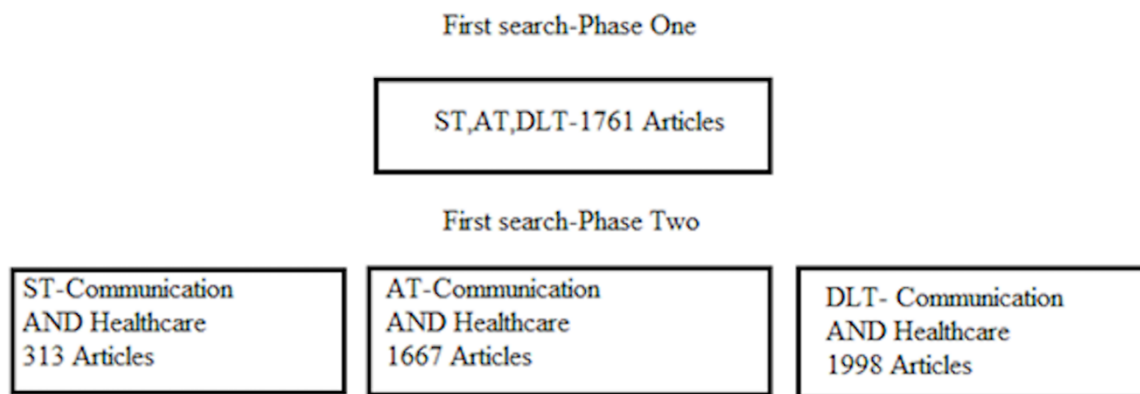 First search-Phase One
ST,AT,DLT-1761 Articles
First search-Phase Two
ST-Communication
AND Healthcare
313 Articles
AT-Communication
AND Healthcare
1667 Articles
DLT- Communication
AND Healthcare
1998 Articles